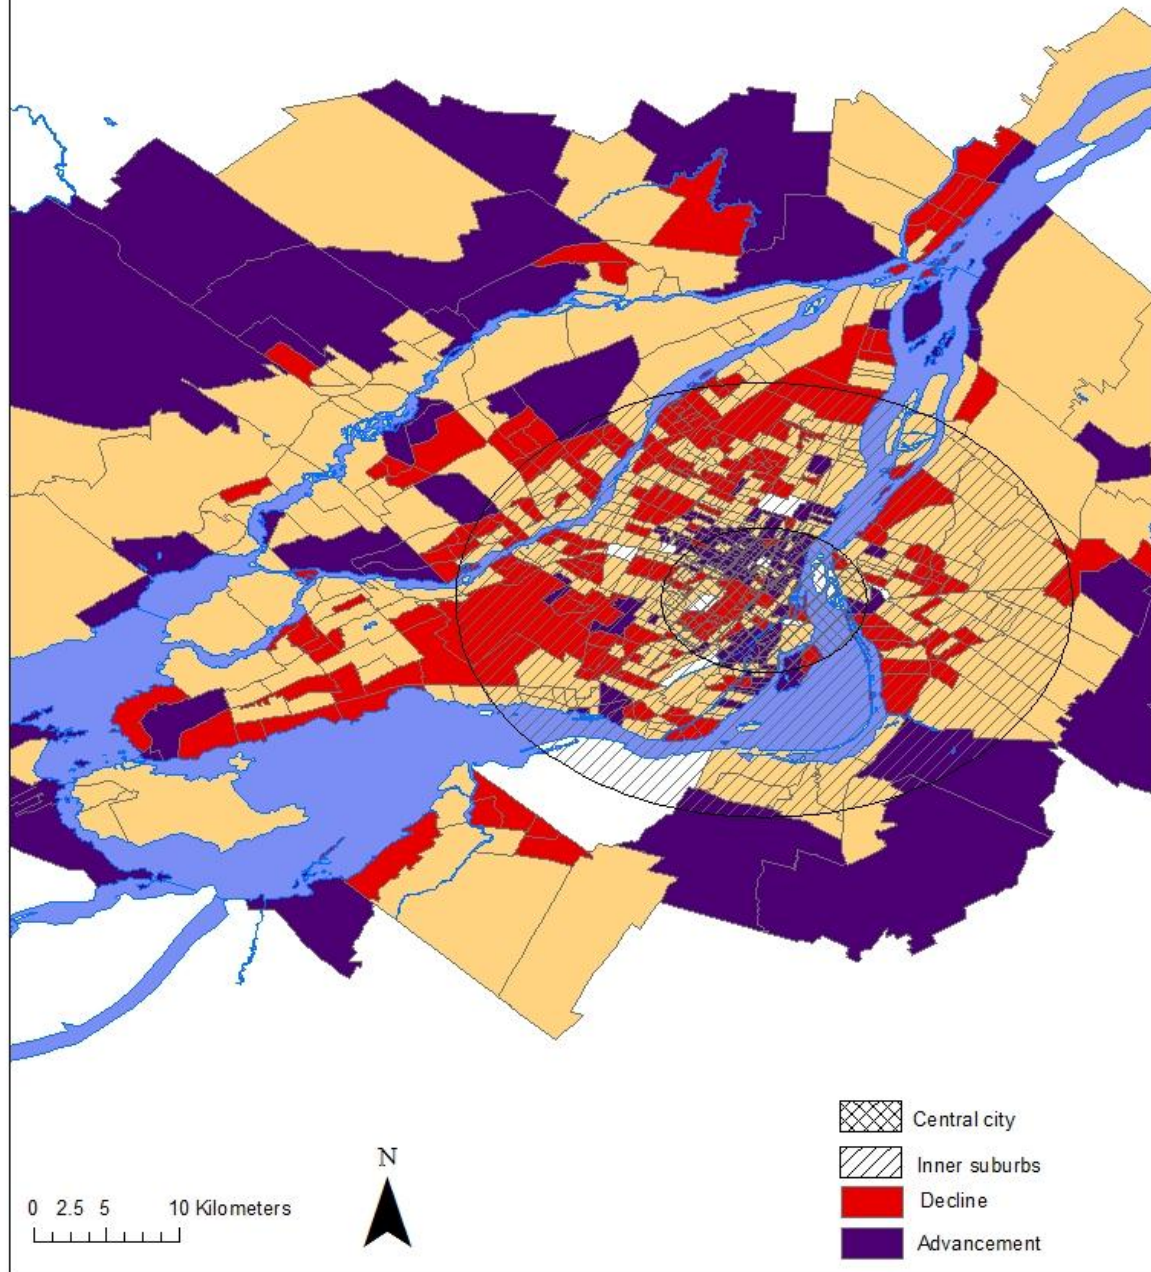 Central city
Inner suburbs
Decline
Advancement
N
0 2.5 5 10 Kilometers